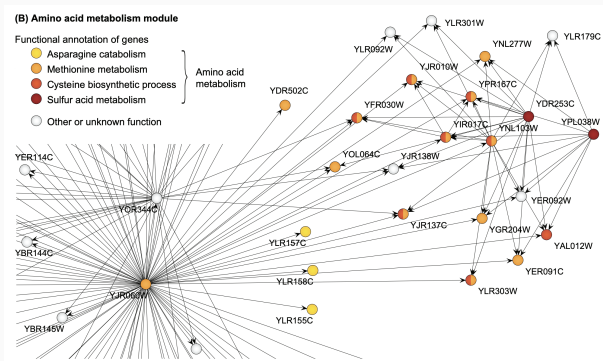 (B) Amino acid metabolism module
Functional annotation of genes
Asparagine catabolism
Methionine metabolism
Cysteine biosynthetic process
Sulfur acid metabolism
Amino acid
metabolism
Other or unknown function
YLR301W
YLR092W
YLR179C
YNL277W
YJR010W
YPR167C
YDR502C
YDR253C
YFR030W
YPL038W
YIR017C
YNL103W
YER114C
YOL064C
YJR138W
YOR344C
YER092W
YJR137C
YGR204W
YLR157C
YAL012W
YBR144C
YER091C
YLR158C
YJR060W
YLR303W
YLR155C
YBR145W